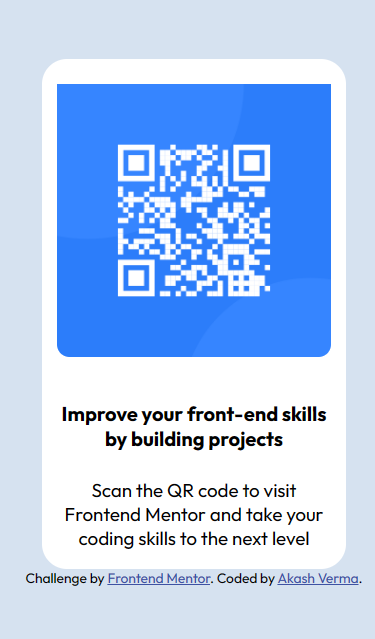 Improve your front-end skills
by building projects
Scan the QR code to visit
Frontend Mentor and take your
coding skills to the next level
Challenge by Frontend Mentor. Coded by Akash Verma.